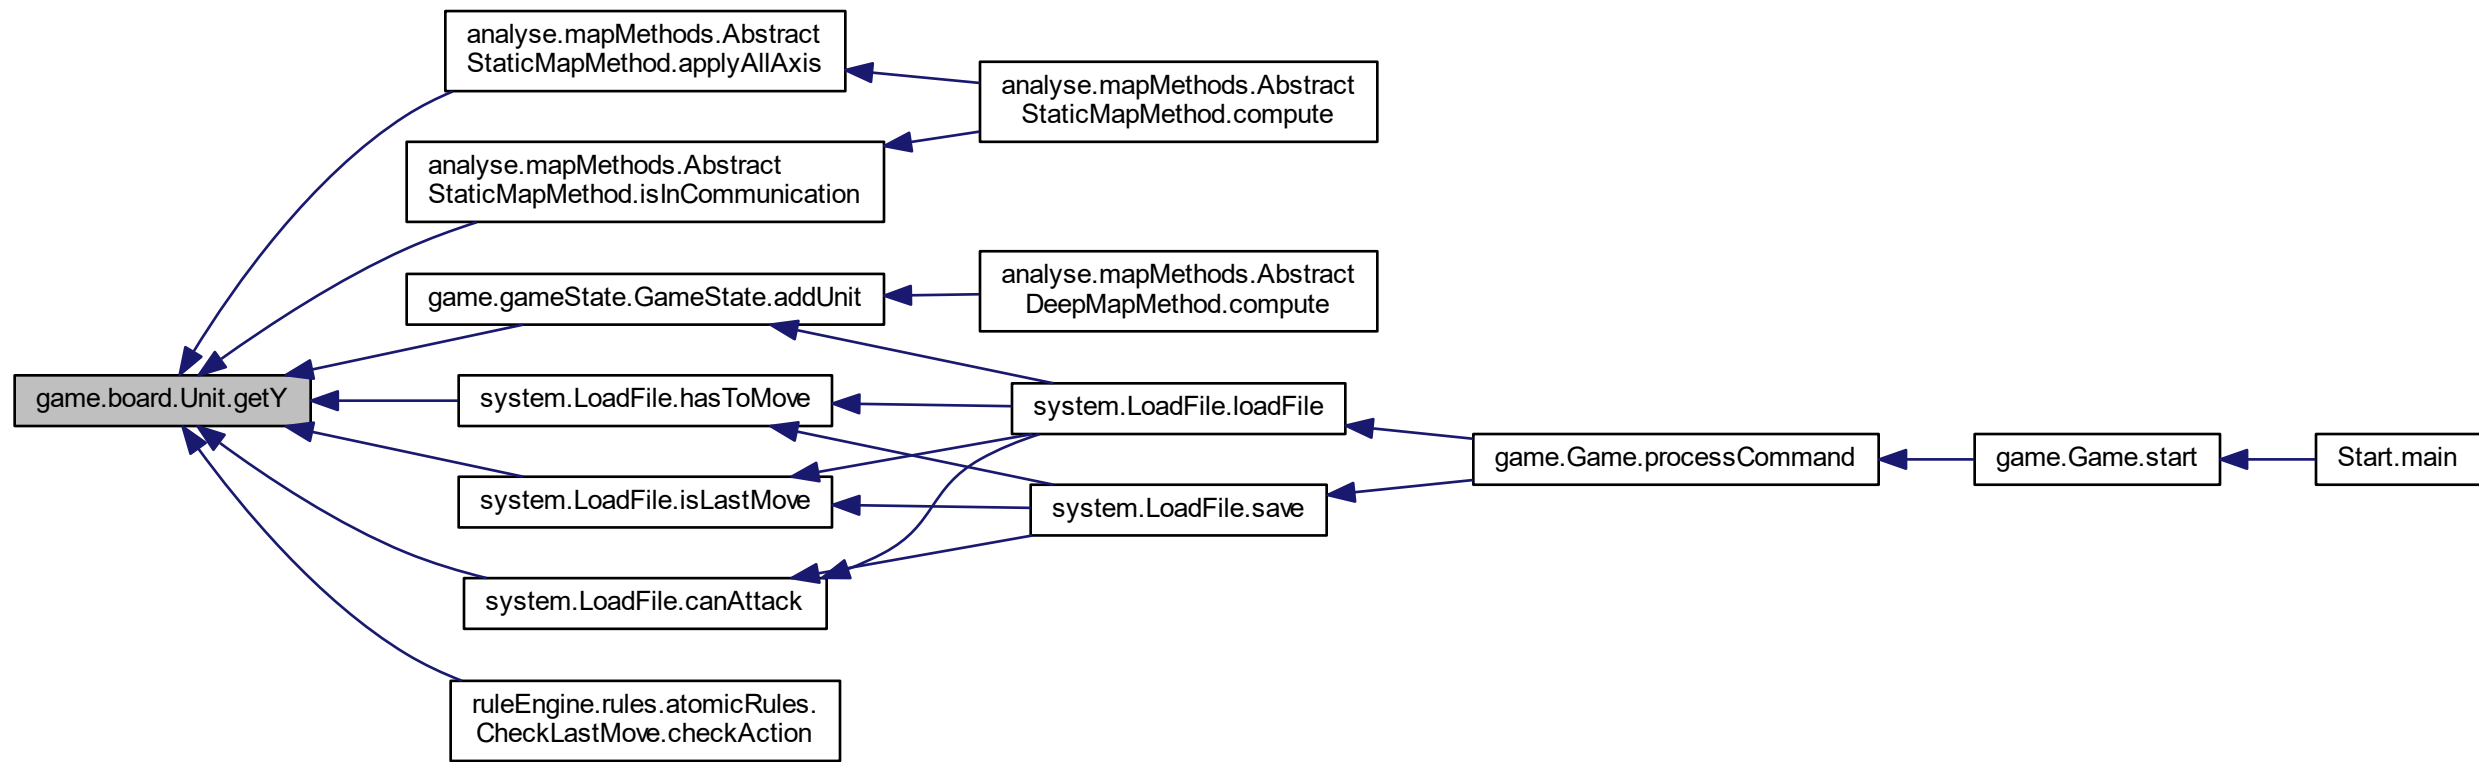 analyse.mapMethods.Abstract
StaticMapMethod.applyAllAxis
analyse.mapMethods.Abstract
StaticMapMethod.compute
analyse.mapMethods.Abstract
StaticMapMethod.isInCommunication
game.gameState.GameState.addUnit
analyse.mapMethods.Abstract
DeepMapMethod.compute
game.board.Unit.getY
system.LoadFile.hasToMove
system.LoadFile.loadFile
game.Game.processCommand
game.Game.start
Start.main
system.LoadFile.isLastMove
system.LoadFile.save
system.LoadFile.canAttack
ruleEngine.rules.atomicRules.
CheckLastMove.checkAction